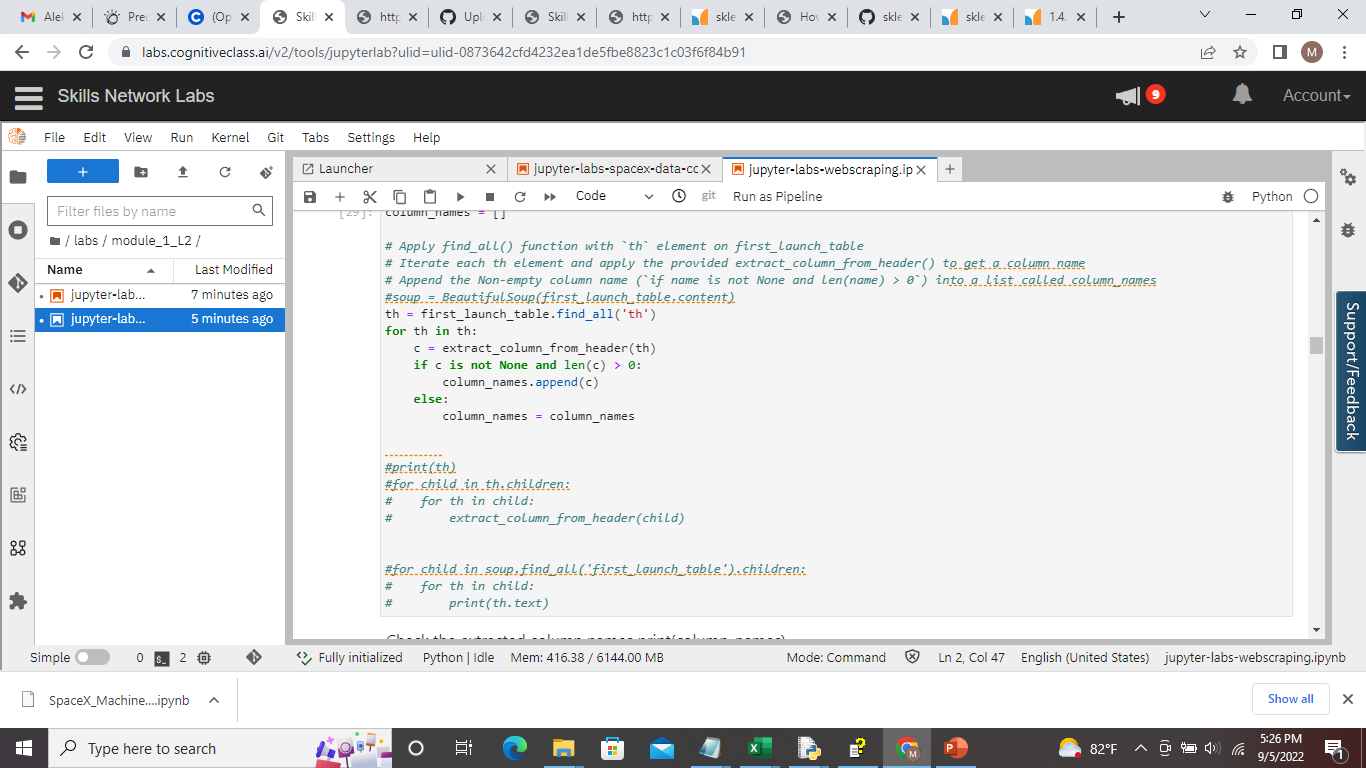 Alek
Prec
(Op
Skill
http
Uplo
Skill
http
skle
How
skle
skle
1.4.
labs.cognitiveclass.ai/v2/tools/jupyterlab?ulid=ulid-0873642cfd4232ea1de5fbe8823c1c03f6f84b91
M
Skills Network Labs
9
Account
File Edit View Run Kernel Git Tabs Settings Help
Launcher
jupyter-labs-spacex-data-cc
jupyter-labs-webscraping.ip
Filter files by name
Code
git
Run as Pipeline
Python
/ labs / module_1_L2 /
Name
Last Modified
jupyter-lab... 7 minutes ago
jupyter-lab... 5 minutes ago
[29]: column_names = []
# Apply find_all() function with `th` element on first_launch_table
# Iterate each th element and apply the provided extract_column_from_header() to get a column name
# Append the Non-empty column name (`if name is not None and len(name) > 0`) into a list called column_names
#soup = BeautifulSoup(first_launch_table.content)
th = first_launch_table.find_all('th')
for th in th:
    c = extract_column_from_header(th)
    if c is not None and len(c) > 0:
        column_names.append(c)
    else:
        column_names = column_names
#print(th)
#for child in th.children:
#    for th in child:
#        extract_column_from_header(child)
#for child in soup.find_all('first_launch_table').children:
#    for th in child:
#        print(th.text)
Check the extracted column names print(column_names)
Support/Feedback
Simple
0
2
Fully initialized
Python | Idle
Mem: 416.38 / 6144.00 MB
Mode: Command
Ln 2, Col 47
English (United States)
jupyter-labs-webscraping.ipynb
SpaceX_Machine....ipynb
Show all
Type here to search
82°F
5:26 PM
9/5/2022
1